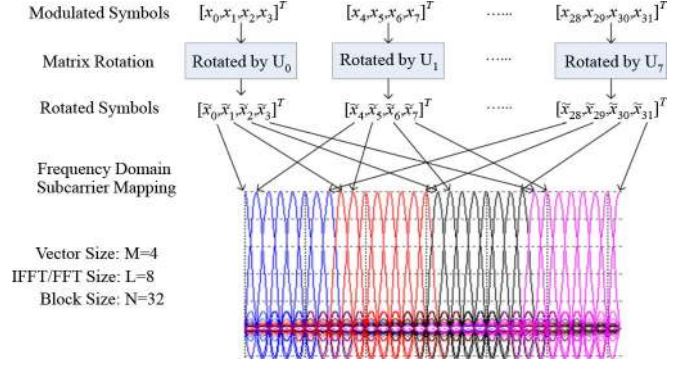 Modulated Symbols [x₀,x₁,x₂,x₃]ᵀ [x₄,x₅,x₆,x₇]ᵀ ...... [x₂₈,x₂₉,x₃₀,x₃₁]ᵀ
Matrix Rotation Rotated by U₀ Rotated by U₁ ...... Rotated by U₇
Rotated Symbols [x̃₀,x̃₁,x̃₂,x̃₃]ᵀ [x̃₄,x̃₅,x̃₆,x̃₇]ᵀ ...... [x̃₂₈,x̃₂₉,x̃₃₀,x̃₃₁]ᵀ
Frequency Domain
Subcarrier Mapping
Vector Size: M=4
IFFT/FFT Size: L=8
Block Size: N=32